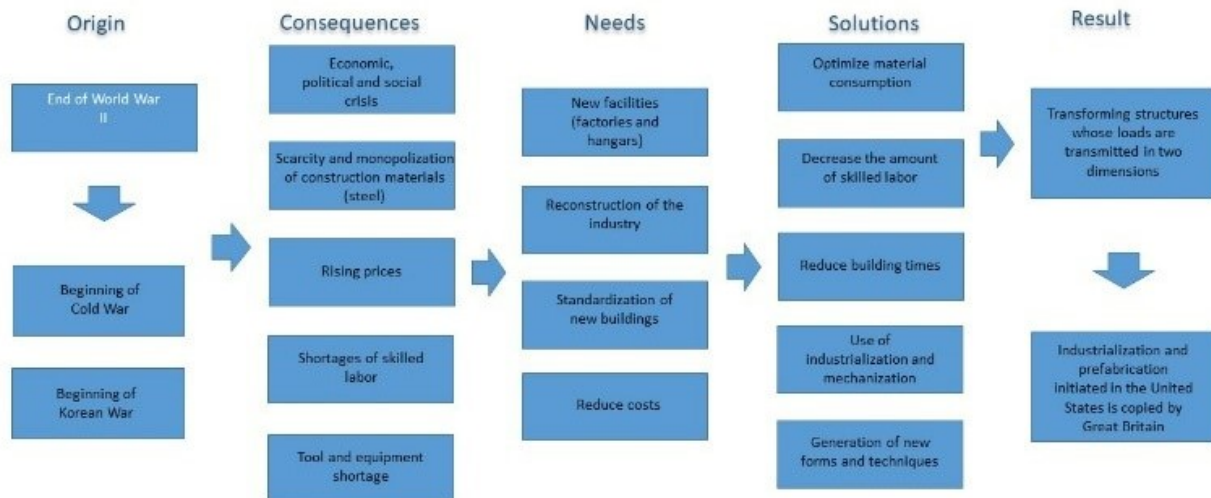 Origin
Consequences
Needs
Solutions
Result
End of World War
II
Beginning of
Cold War
Beginning of
Korean War
Economic,
political and social
crisis
Scarcity and monopolization
of construction materials
(steel)
Rising prices
Shortages of skilled
labor
Tool and equipment
shortage
New facilities
(factories and
hangars)
Reconstruction of the
industry
Standardization of
new buildings
Reduce costs
Optimize material
consumption
Decrease the amount
of skilled labor
Reduce building times
Use of
industrialization and
mechanization
Generation of new
forms and techniques
Transforming structures
whose loads are
transmitted in two
dimensions
Industrialization and
prefabrication
initiated in the United
States is copied by
Great Britain